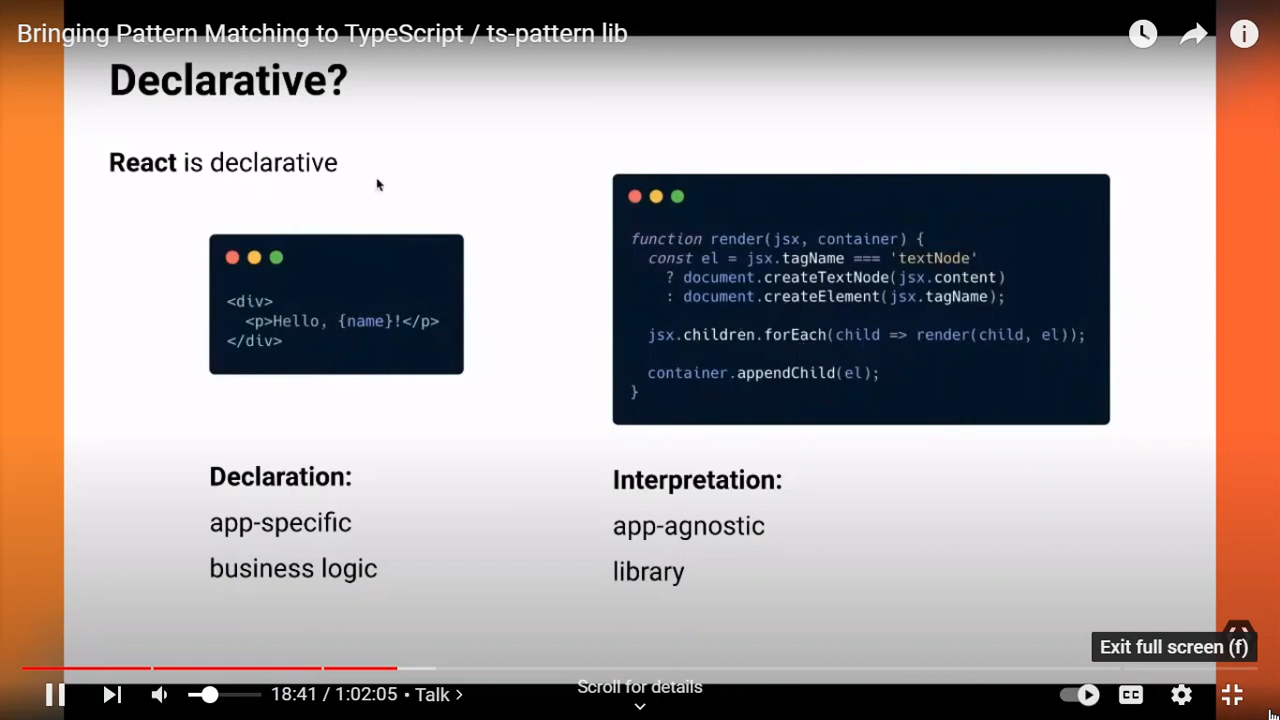 Bringing Pattern Matching to TypeScript / ts-pattern lib
Declarative?
React is declarative
<div>
  <p>Hello, {name}!</p>
</div>
function render(jsx, container) {
  const el = jsx.tagName === 'textNode'
    ? document.createTextNode(jsx.content)
    : document.createElement(jsx.tagName);
  jsx.children.forEach(child => render(child, el));
  container.appendChild(el);
}
Declaration:
app-specific
business logic
Interpretation:
app-agnostic
library
Exit full screen (f)
18:41 / 1:02:05 • Talk >
Scroll for details
CC